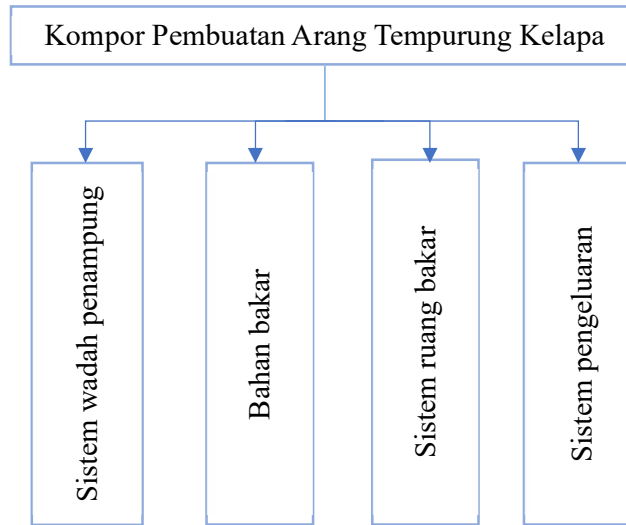 Kompor Pembuatan Arang Tempurung Kelapa
Sistem wadah penampung
Bahan bakar
Sistem ruang bakar
Sistem pengeluaran